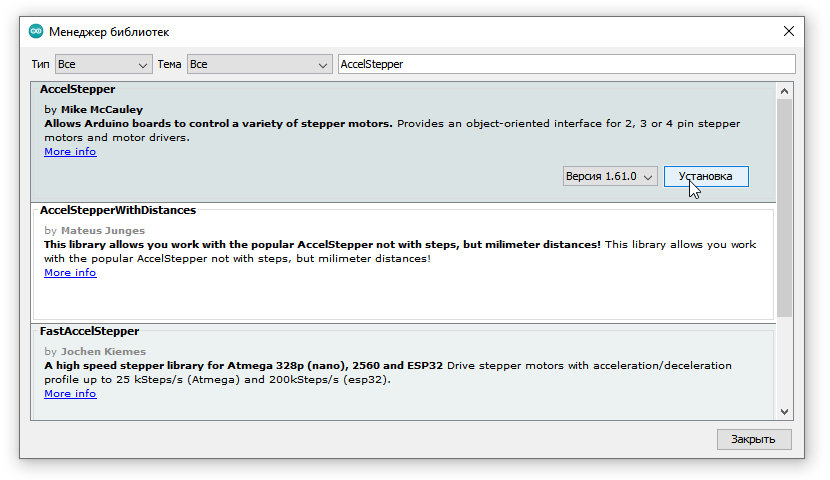 Менеджер библиотек
Тип Все Тема Все AccelStepper
AccelStepper
by Mike McCauley
Allows Arduino boards to control a variety of stepper motors. Provides an object-oriented interface for 2, 3 or 4 pin stepper
motors and motor drivers.
More info
Версия 1.61.0 Установка
AccelStepperWithDistances
by Mateus Junges
This library allows you work with the popular AccelStepper not with steps, but milimeter distances! This library allows you work
with the popular AccelStepper not with steps, but milimeter distances!
More info
FastAccelStepper
by Jochen Kiemes
A high speed stepper library for Atmega 328p (nano), 2560 and ESP32 Drive stepper motors with acceleration/deceleration
profile up to 25 kSteps/s (Atmega) and 200kSteps/s (esp32).
More info
Закрыть